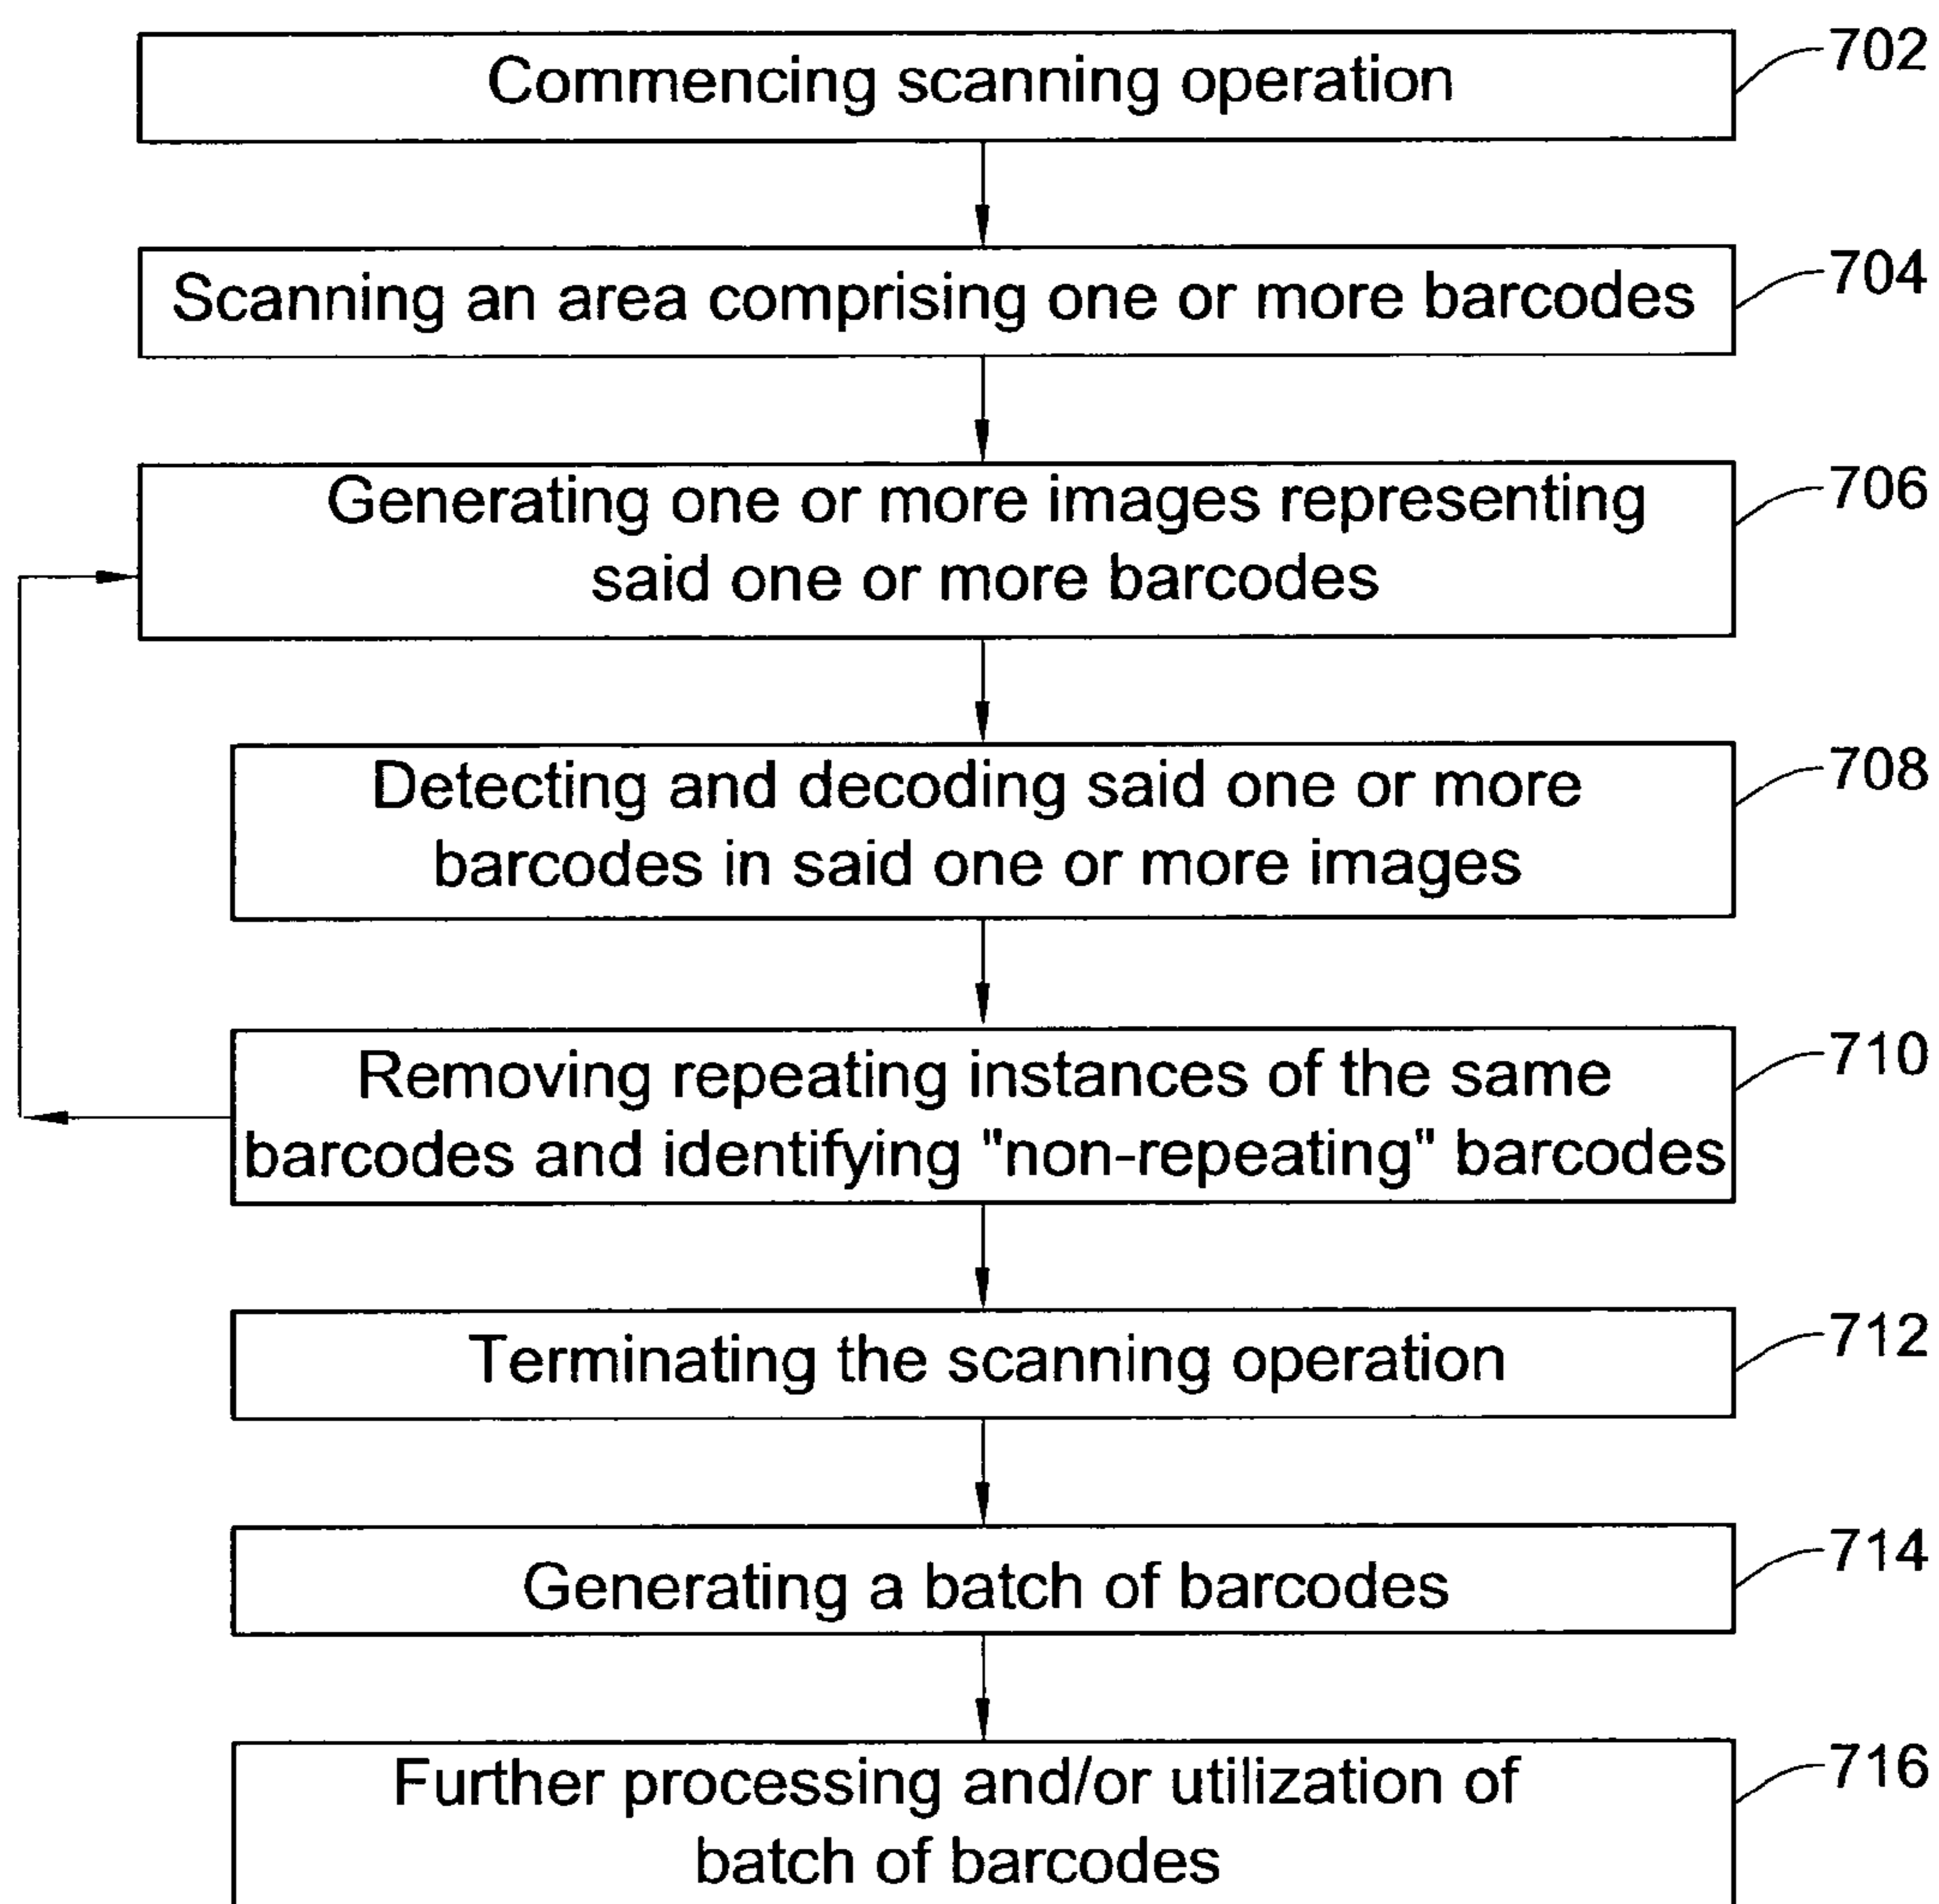 Commencing scanning operation
702
Scanning an area comprising one or more barcodes
704
Generating one or more images representing
said one or more barcodes
706
Detecting and decoding said one or more
barcodes in said one or more images
708
Removing repeating instances of the same
barcodes and identifying "non-repeating" barcodes
710
Terminating the scanning operation
712
Generating a batch of barcodes
714
Further processing and/or utilization of
batch of barcodes
716